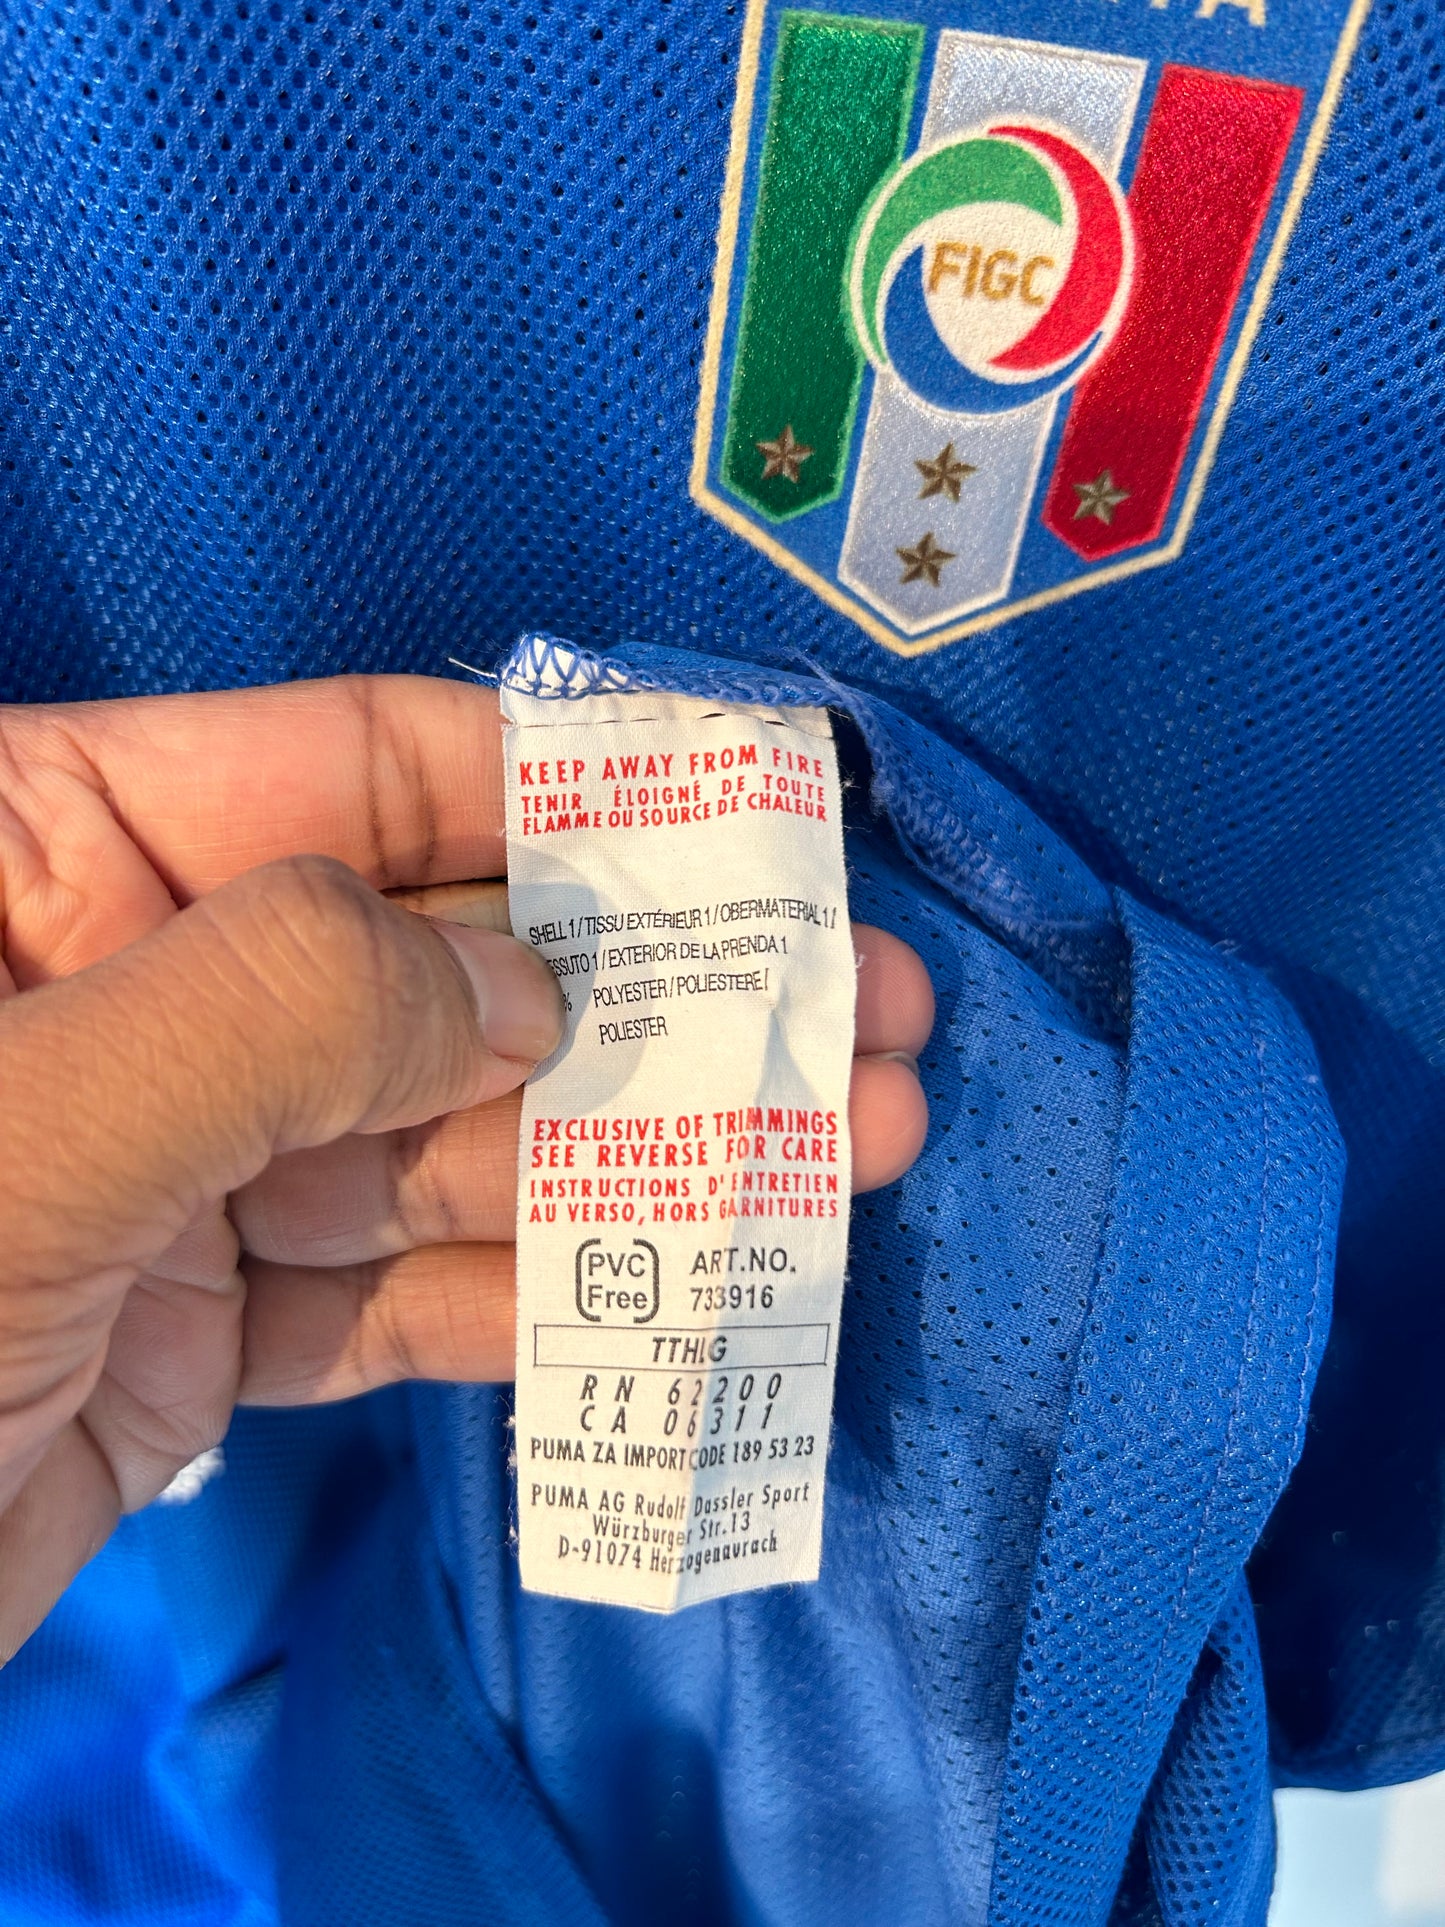 FIGC
KEEP AWAY FROM FIRE
TENIR ÉLOIGNÉ DE TOUTE
FLAMME OU SOURCE DE CHALEUR
SHELL 1 / TISSU EXTÉRIEUR 1 / OBERMATERIAL 1 /
1 / EXTERIOR DE LA PRENDA 1
% POLYESTER / POLIESTERE /
POLIESTER
EXCLUSIVE OF TRIMMINGS
SEE REVERSE FOR CARE
INSTRUCTIONS D'ENTRETIEN
AU VERSO, HORS GARNITURES
PVC Free
ART.NO.
733916
TTHLG
RN 62200
CA 06311
PUMA ZA IMPORT CODE 189 53 23
PUMA AG Rudolf Dassler Sport
Würzburger Str.13
D-91074 Herzogenaurach